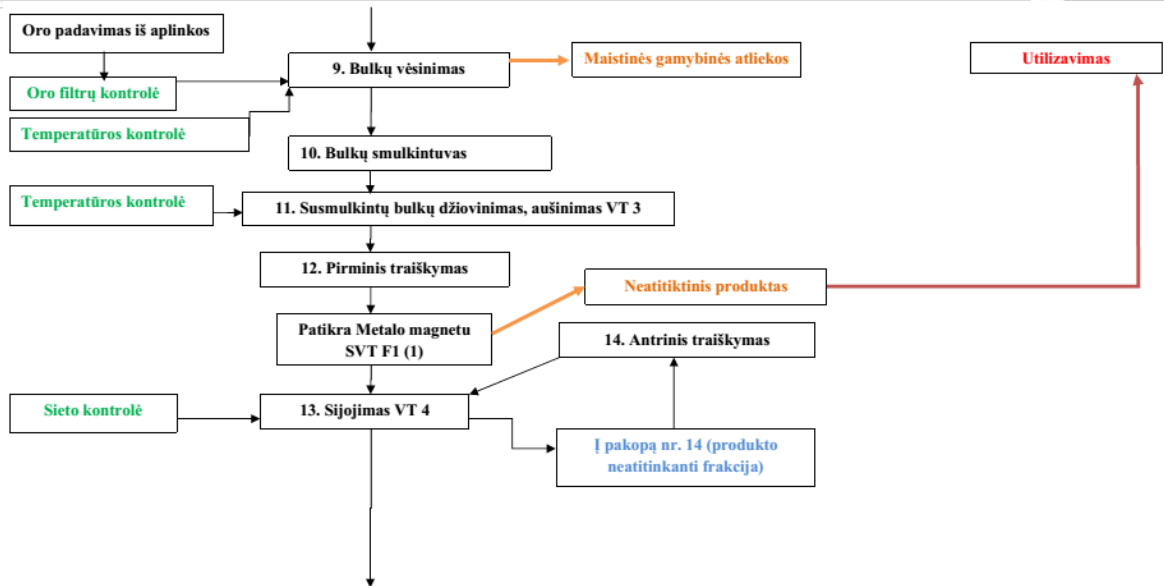 Oro padavimas iš aplinkos
9. Bulkų vėsinimas
Maistinės gamybinės atliekos
Utilizavimas
Oro filtrų kontrolė
Temperatūros kontrolė
10. Bulkų smulkintuvas
Temperatūros kontrolė
11. Susmulkintų bulkų džiovinimas, aušinimas VT 3
12. Pirminis traiškymas
Neatitiktinis produktas
Patikra Metalo magnetu
SVT F1 (1)
14. Antrinis traiškymas
Sieto kontrolė
13. Sijojimas VT 4
Į pakopą nr. 14 (produkto
neatitinkanti frakcija)